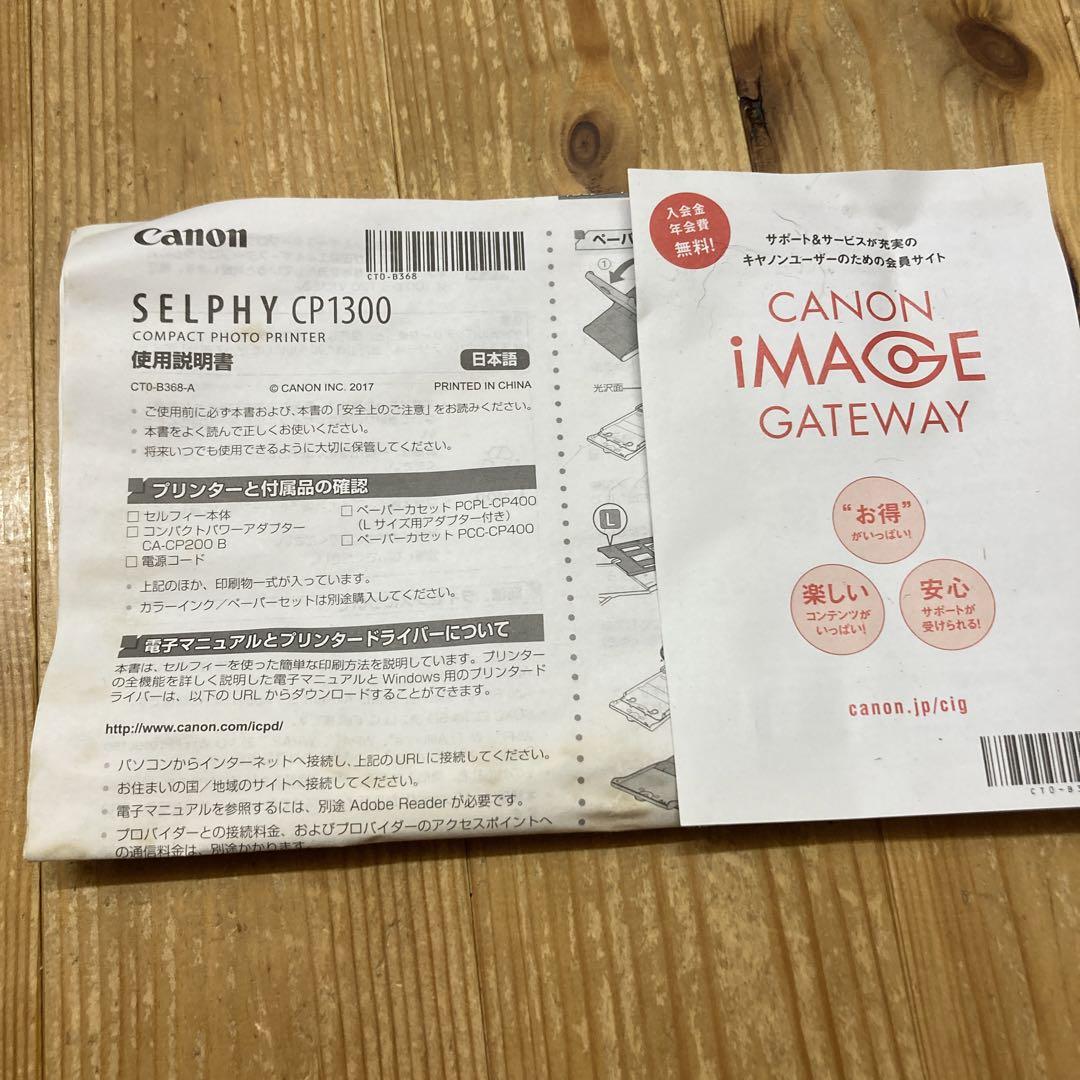 Canon
CT0-B368
SELPHY CP1300
COMPACT PHOTO PRINTER
使用説明書
日本語
CT0-B368-A
© CANON INC. 2017
PRINTED IN CHINA
• ご使用前に必ず本書および、本書の「安全上のご注意」をお読みください。
• 本書をよく読んで正しくお使いください。
• 将来いつでも使用できるように大切に保管してください。
プリンターと付属品の確認
□ セルフィー本体
□ コンパクトパワーアダプター
CA-CP200 B
□ 電源コード
□ ペーパーカセット PCPL-CP400
（L サイズ用アダプター付き）
□ ペーパーカセット PCC-CP400
• 上記のほか、印刷物一式が入っています。
• カラーインク／ペーパーセットは別途購入してください。
電子マニュアルとプリンタードライバーについて
本書は、セルフィーを使った簡単な印刷方法を説明しています。プリンター
の全機能を詳しく説明した電子マニュアルと Windows 用のプリンタード
ライバーは、以下の URL からダウンロードすることができます。
http://www.canon.com/icpd/
• パソコンからインターネットへ接続し、上記のURLに接続してください。
• お住まいの国／地域のサイトへ接続してください。
• 電子マニュアルを参照するには、別途 Adobe Reader が必要です。
• プロバイダーとの接続料金、およびプロバイダーのアクセスポイントへ
の通信料金は、別途かかります。
ペーパ
①
光沢面
L
入会金
年会費
無料!
サポート&サービスが充実の
キヤノンユーザーのための会員サイト
CANON
iMAGE
GATEWAY
“お得”
がいっぱい!
楽しい
コンテンツが
いっぱい!
安心
サポートが
受けられる!
canon.jp/cig
CT0-B3